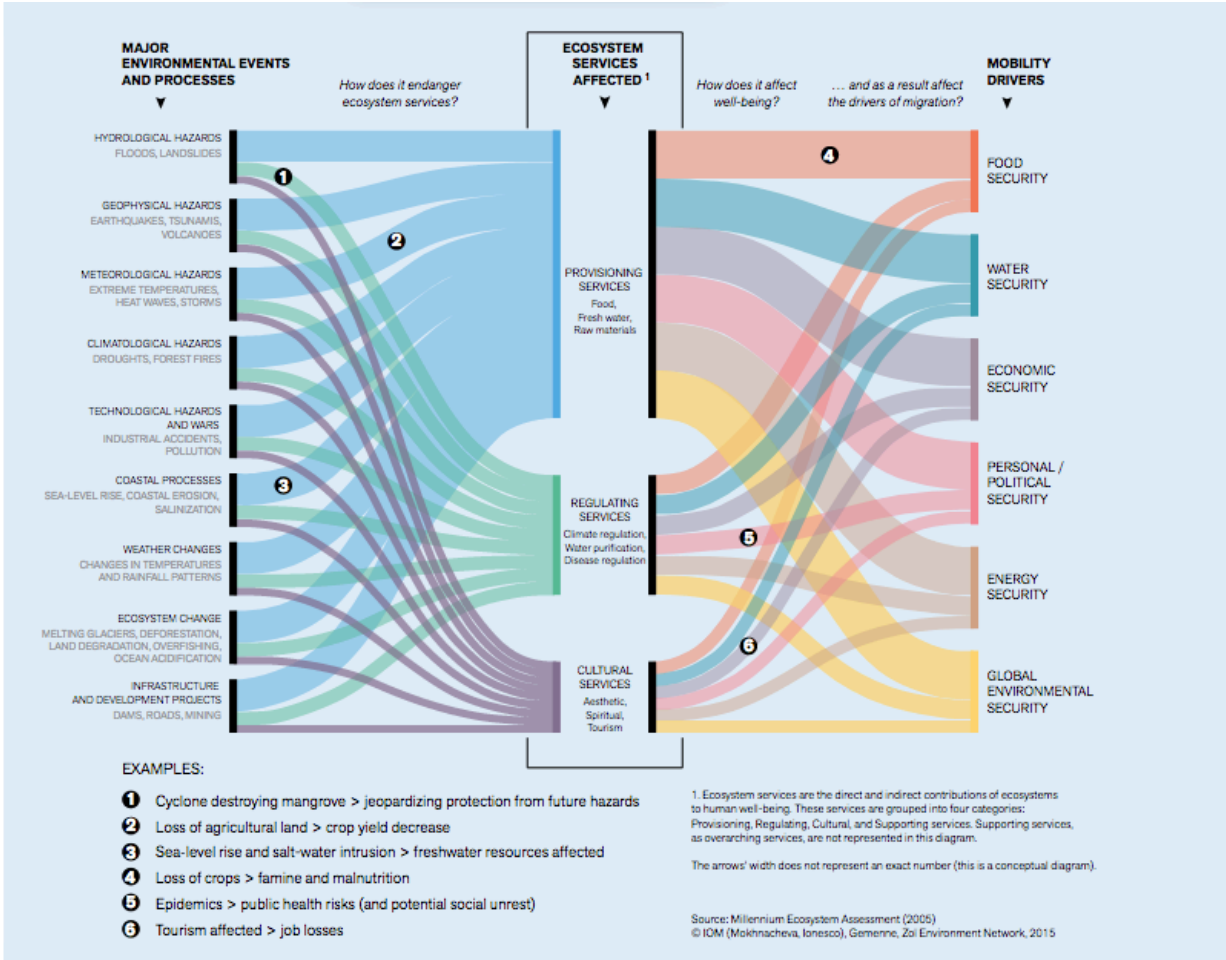 MAJOR
ENVIRONMENTAL EVENTS
AND PROCESSES
How does it endanger
ecosystem services?
ECOSYSTEM
SERVICES
AFFECTED 1
How does it affect
well-being?
... and as a result affect
the drivers of migration?
MOBILITY
DRIVERS
HYDROLOGICAL HAZARDS
FLOODS, LANDSLIDES
GEOPHYSICAL HAZARDS
EARTHQUAKES, TSUNAMIS,
VOLCANOES
METEOROLOGICAL HAZARDS
EXTREME TEMPERATURES,
HEAT WAVES, STORMS
CLIMATOLOGICAL HAZARDS
DROUGHTS, FOREST FIRES
TECHNOLOGICAL HAZARDS
AND WARS
INDUSTRIAL ACCIDENTS,
POLLUTION
COASTAL PROCESSES
SEA-LEVEL RISE, COASTAL EROSION,
SALINIZATION
WEATHER CHANGES
CHANGES IN TEMPERATURES
AND RAINFALL PATTERNS
ECOSYSTEM CHANGE
MELTING GLACIERS, DEFORESTATION,
LAND DEGRADATION, OVERFISHING,
OCEAN ACIDIFICATION
INFRASTRUCTURE
AND DEVELOPMENT PROJECTS
DAMS, ROADS, MINING
1
2
3
PROVISIONING
SERVICES
Food,
Fresh water,
Raw materials
REGULATING
SERVICES
Climate regulation,
Water purification,
Disease regulation
CULTURAL
SERVICES
Aesthetic,
Spiritual,
Tourism
4
5
6
FOOD
SECURITY
WATER
SECURITY
ECONOMIC
SECURITY
PERSONAL /
POLITICAL
SECURITY
ENERGY
SECURITY
GLOBAL
ENVIRONMENTAL
SECURITY
EXAMPLES:
1 Cyclone destroying mangrove > jeopardizing protection from future hazards
2 Loss of agricultural land > crop yield decrease
3 Sea-level rise and salt-water intrusion > freshwater resources affected
4 Loss of crops > famine and malnutrition
5 Epidemics > public health risks (and potential social unrest)
6 Tourism affected > job losses
1. Ecosystem services are the direct and indirect contributions of ecosystems
to human well-being. These services are grouped into four categories:
Provisioning, Regulating, Cultural, and Supporting services. Supporting services,
as overarching services, are not represented in this diagram.
The arrows' width does not represent an exact number (this is a conceptual diagram).
Source: Millennium Ecosystem Assessment (2005)
© IOM (Mokhnacheva, Ionesco), Gemenne, Zoï Environment Network, 2015